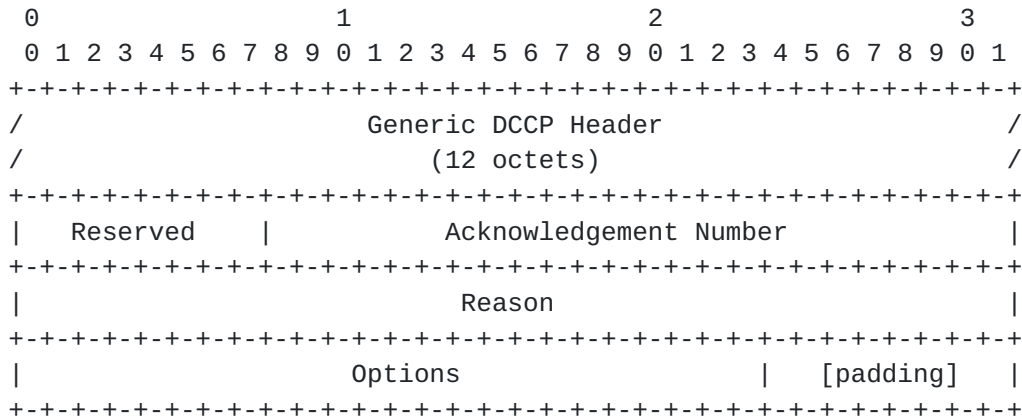 0                   1                   2                   3
0 1 2 3 4 5 6 7 8 9 0 1 2 3 4 5 6 7 8 9 0 1 2 3 4 5 6 7 8 9 0 1
+-+-+-+-+-+-+-+-+-+-+-+-+-+-+-+-+-+-+-+-+-+-+-+-+-+-+-+-+-+-+-+-+
/                      Generic DCCP Header                      /
/                          (12 octets)                          /
+-+-+-+-+-+-+-+-+-+-+-+-+-+-+-+-+-+-+-+-+-+-+-+-+-+-+-+-+-+-+-+-+
|   Reserved    |           Acknowledgement Number              |
+-+-+-+-+-+-+-+-+-+-+-+-+-+-+-+-+-+-+-+-+-+-+-+-+-+-+-+-+-+-+-+-+
|                            Reason                             |
+-+-+-+-+-+-+-+-+-+-+-+-+-+-+-+-+-+-+-+-+-+-+-+-+-+-+-+-+-+-+-+-+
|                     Options                   |   [padding]   |
+-+-+-+-+-+-+-+-+-+-+-+-+-+-+-+-+-+-+-+-+-+-+-+-+-+-+-+-+-+-+-+-+